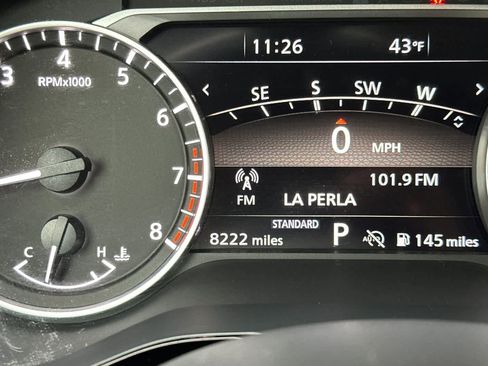 11:26 43°F
SE S SW W
0 MPH
101.9 FM
FM LA PERLA
STANDARD
8222 miles P AUTO 145 miles
3 4 5 6 7 8
RPMx1000
C H